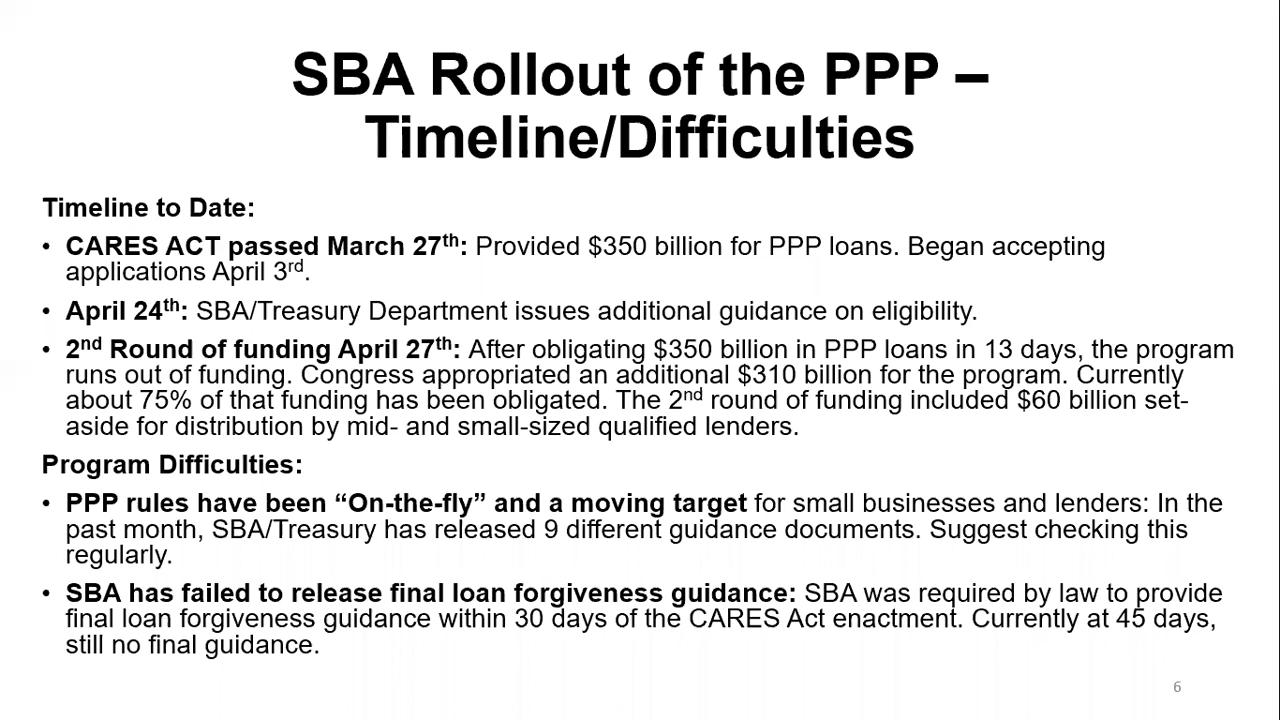 SBA Rollout of the PPP –
Timeline/Difficulties
Timeline to Date:
• CARES ACT passed March 27th: Provided $350 billion for PPP loans. Began accepting
applications April 3rd.
• April 24th: SBA/Treasury Department issues additional guidance on eligibility.
• 2nd Round of funding April 27th: After obligating $350 billion in PPP loans in 13 days, the program
runs out of funding. Congress appropriated an additional $310 billion for the program. Currently
about 75% of that funding has been obligated. The 2nd round of funding included $60 billion set-
aside for distribution by mid- and small-sized qualified lenders.
Program Difficulties:
• PPP rules have been “On-the-fly” and a moving target for small businesses and lenders: In the
past month, SBA/Treasury has released 9 different guidance documents. Suggest checking this
regularly.
• SBA has failed to release final loan forgiveness guidance: SBA was required by law to provide
final loan forgiveness guidance within 30 days of the CARES Act enactment. Currently at 45 days,
still no final guidance.
6